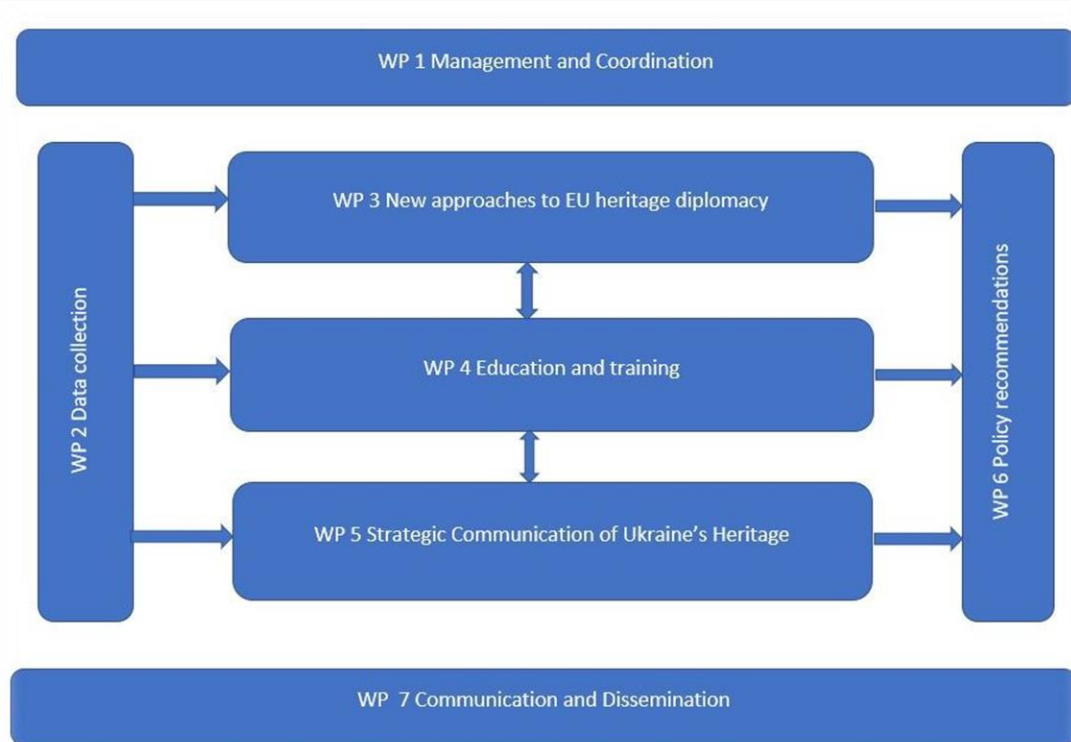 WP 1 Management and Coordination
WP 2 Data collection
WP 3 New approaches to EU heritage diplomacy
WP 4 Education and training
WP 5 Strategic Communication of Ukraine’s Heritage
WP 6 Policy recommendations
WP  7 Communication and Dissemination